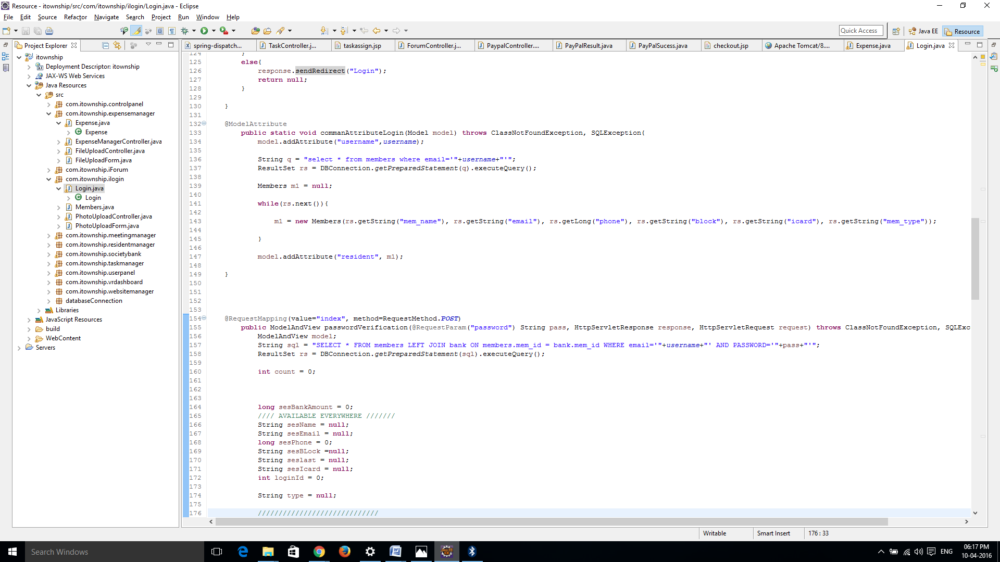 Resource - itownship/src/com/itownship/ilogin/Login.java - Eclipse
File Edit Source Refactor Navigate Search Project Run Window Help
Quick Access Java EE Resource
Project Explorer
itownship
Deployment Descriptor: itownship
JAX-WS Web Services
Java Resources
src
com.itownship.controlpanel
com.itownship.expensemanager
Expense.java
Expense
ExpenseManagerController.java
FileUploadController.java
FileUploadForm.java
com.itownship.iForum
com.itownship.ilogin
Login.java
Login
Members.java
PhotoUploadController.java
PhotoUploadForm.java
com.itownship.meetingmanager
com.itownship.residentmanager
com.itownship.societybank
com.itownship.taskmanager
com.itownship.userpanel
com.itownship.vrdashboard
com.itownship.websitemanager
databaseConnection
Libraries
JavaScript Resources
build
WebContent
Servers
spring-dispatch... TaskController.j... taskassign.jsp ForumController.j... PaypalController.... PayPalResult.java PayPalSucess.java checkout.jsp Apache Tomcat/8.... Expense.java Login.java
124 }
125 else{
126 response.sendRedirect("Login");
127 return null;
128 }
129
130 }
131
132 @ModelAttribute
133 public static void commanAttributeLogin(Model model) throws ClassNotFoundException, SQLException{
134 model.addAttribute("username",username);
135
136 String q = "select * from members where email='"+username+"'";
137 ResultSet rs = DBConnection.getPreparedStatement(q).executeQuery();
138
139 Members m1 = null;
140
141 while(rs.next()){
142
143 m1 = new Members(rs.getString("mem_name"), rs.getString("email"), rs.getLong("phone"), rs.getString("block"), rs.getString("icard"), rs.getString("mem_type"));
144
145 }
146
147 model.addAttribute("resident", m1);
148
149 }
150
151
152
153
154 @RequestMapping(value="index", method=RequestMethod.POST)
155 public ModelAndView passwordVerification(@RequestParam("password") String pass, HttpServletResponse response, HttpServletRequest request) throws ClassNotFoundException, SQLExc
156 ModelAndView model;
157 String sql = "SELECT * FROM members LEFT JOIN bank ON members.mem_id = bank.mem_id WHERE email='"+username+"' AND PASSWORD='"+pass+"'";
158 ResultSet rs = DBConnection.getPreparedStatement(sql).executeQuery();
159
160 int count = 0;
161
162
163
164 long sesBankAmount = 0;
165 //// AVAILABLE EVERYWHERE ///////
166 String sesName = null;
167 String sesEmail = null;
168 long sesPhone = 0;
169 String sesBLock =null;
170 String seslast = null;
171 String sesIcard = null;
172 int loginId = 0;
173
174 String type = null;
175
176 /////////////////////////////
Writable Smart Insert 176 : 33
Search Windows
ENG
06:17 PM
10-04-2016